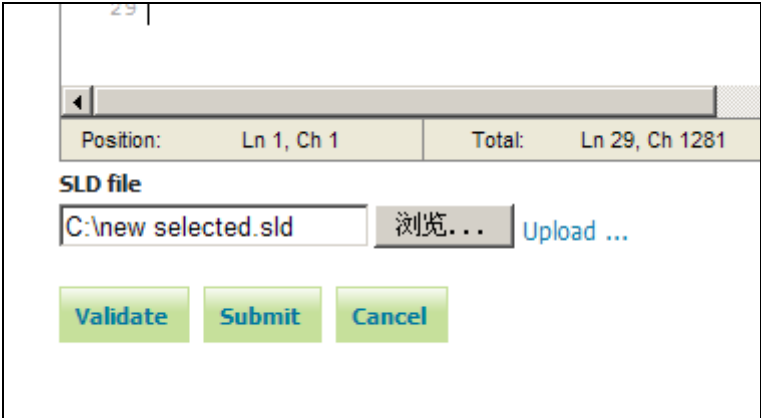 29
Position: Ln 1, Ch 1 Total: Ln 29, Ch 1281
SLD file
C:\new selected.sld 浏览... Upload ...
Validate Submit Cancel